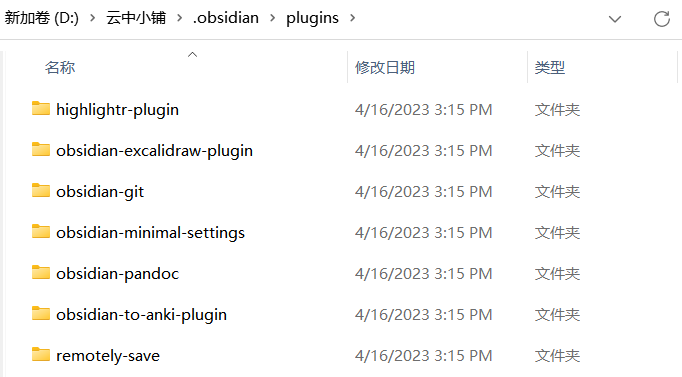 新加卷 (D:) > 云中小铺 > .obsidian > plugins >
名称 修改日期 类型
highlightr-plugin 4/16/2023 3:15 PM 文件夹
obsidian-excalidraw-plugin 4/16/2023 3:15 PM 文件夹
obsidian-git 4/16/2023 3:15 PM 文件夹
obsidian-minimal-settings 4/16/2023 3:15 PM 文件夹
obsidian-pandoc 4/16/2023 3:15 PM 文件夹
obsidian-to-anki-plugin 4/16/2023 3:15 PM 文件夹
remotely-save 4/16/2023 3:15 PM 文件夹